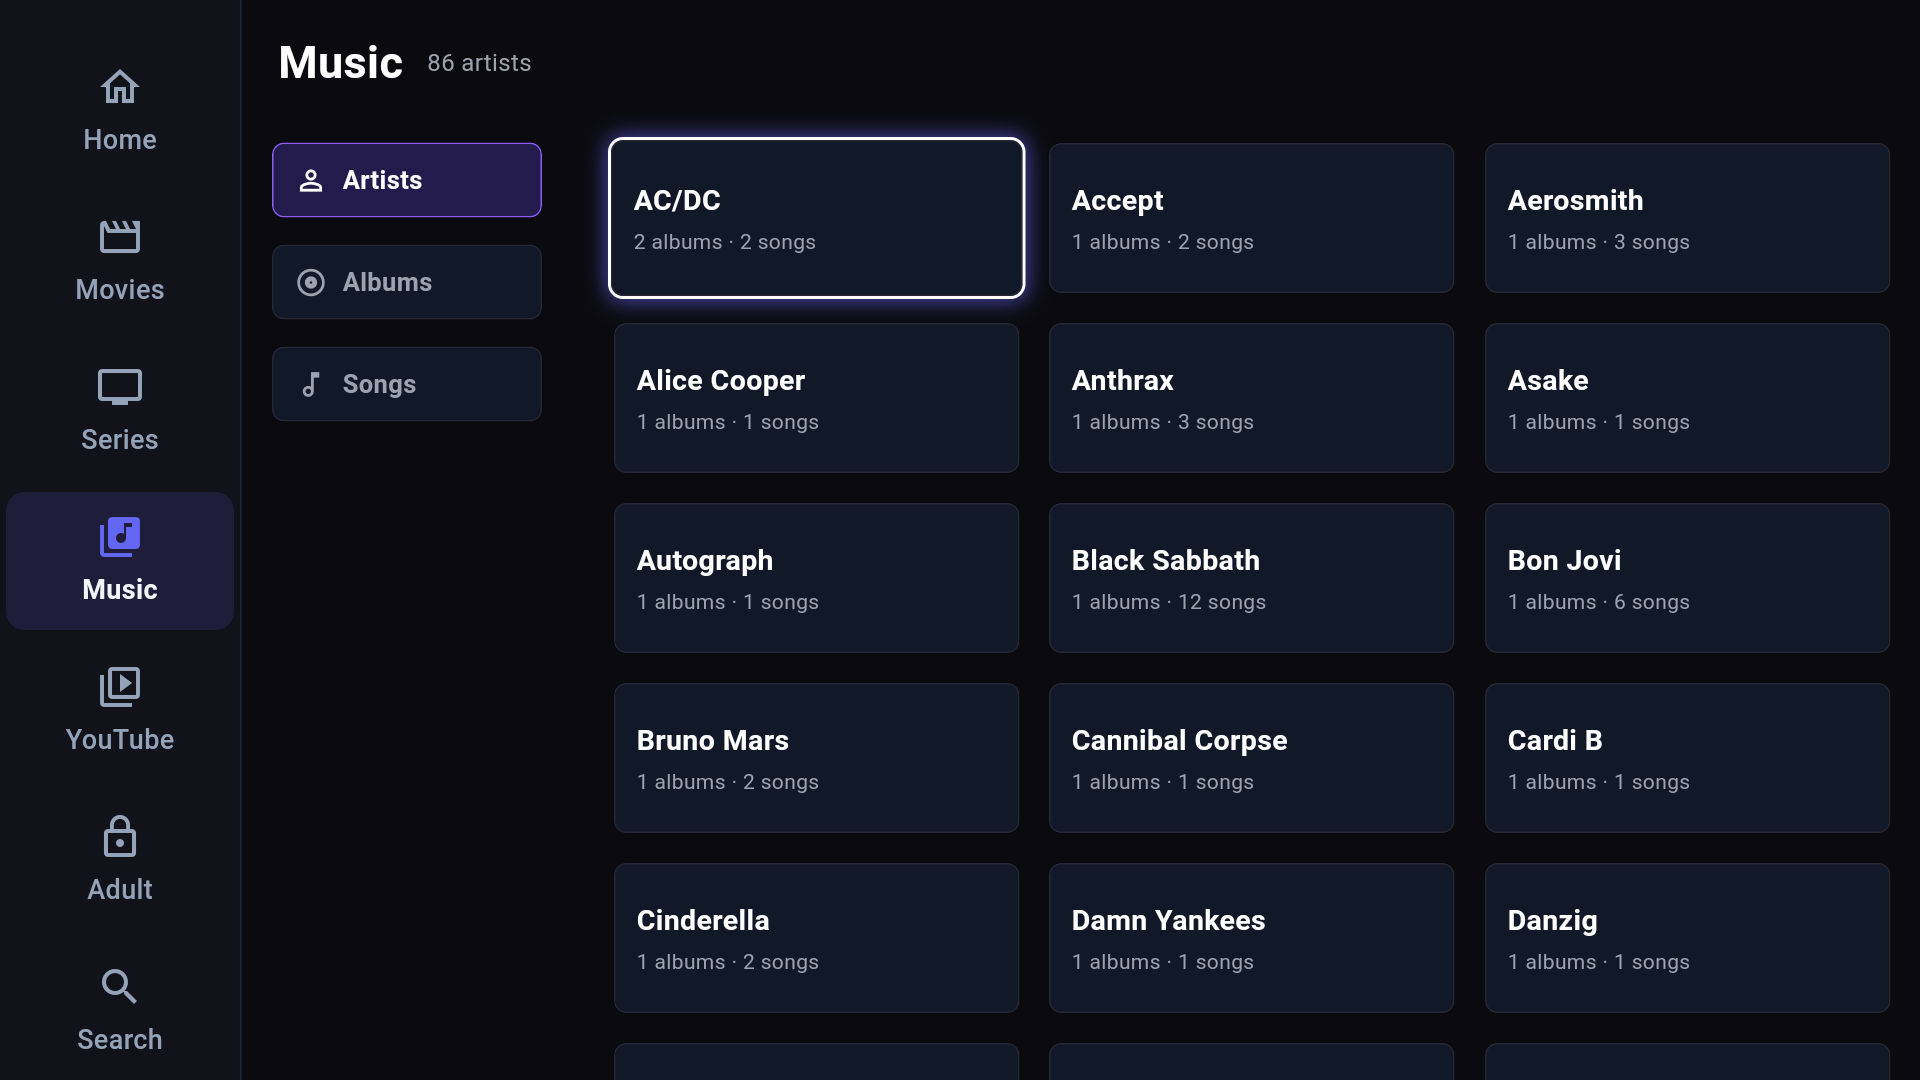 Home
Movies
Series
Music
YouTube
Adult
Search
Music 86 artists
Artists
Albums
Songs
AC/DC
2 albums · 2 songs
Accept
1 albums · 2 songs
Aerosmith
1 albums · 3 songs
Alice Cooper
1 albums · 1 songs
Anthrax
1 albums · 3 songs
Asake
1 albums · 1 songs
Autograph
1 albums · 1 songs
Black Sabbath
1 albums · 12 songs
Bon Jovi
1 albums · 6 songs
Bruno Mars
1 albums · 2 songs
Cannibal Corpse
1 albums · 1 songs
Cardi B
1 albums · 1 songs
Cinderella
1 albums · 2 songs
Damn Yankees
1 albums · 1 songs
Danzig
1 albums · 1 songs